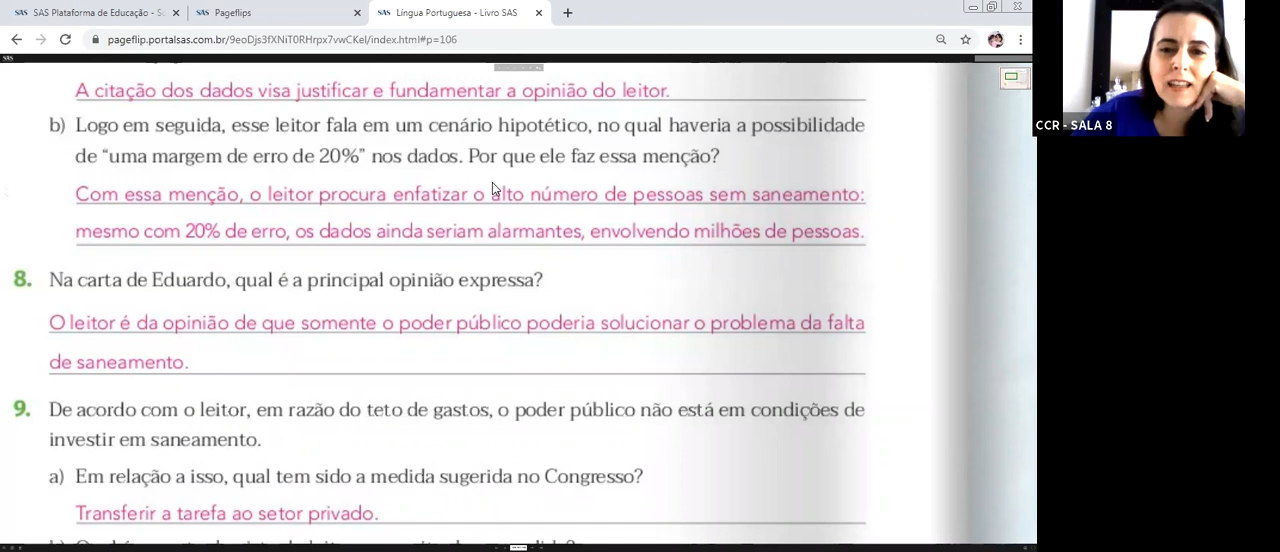 SAS Plataforma de Educação - S
Pageflips
Língua Portuguesa - Livro SAS
pageflip.portalsas.com.br/9eoDjs3fXNiT0RHrpx7vwCKel/index.html#p=106
SAS
A citação dos dados visa justificar e fundamentar a opinião do leitor.
b) Logo em seguida, esse leitor fala em um cenário hipotético, no qual haveria a possibilidade
de “uma margem de erro de 20%” nos dados. Por que ele faz essa menção?
Com essa menção, o leitor procura enfatizar o alto número de pessoas sem saneamento:
mesmo com 20% de erro, os dados ainda seriam alarmantes, envolvendo milhões de pessoas.
8. Na carta de Eduardo, qual é a principal opinião expressa?
O leitor é da opinião de que somente o poder público poderia solucionar o problema da falta
de saneamento.
9. De acordo com o leitor, em razão do teto de gastos, o poder público não está em condições de
investir em saneamento.
a) Em relação a isso, qual tem sido a medida sugerida no Congresso?
Transferir a tarefa ao setor privado.
CCR - SALA 8